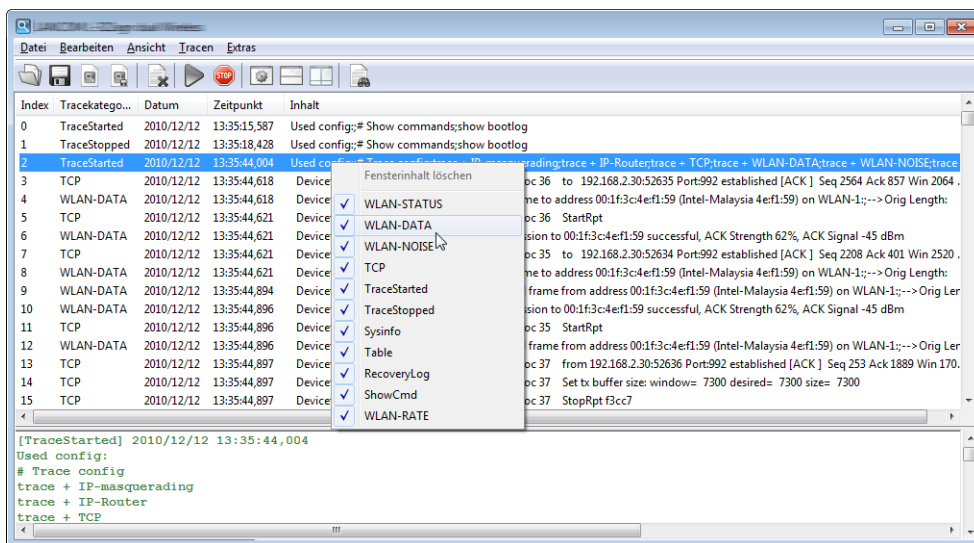 Datei Bearbeiten Ansicht Tracen Extras
STOP
Index Tracekatego... Datum Zeitpunkt Inhalt
0 TraceStarted 2010/12/12 13:35:15,587 Used config:;# Show commands;show bootlog
1 TraceStopped 2010/12/12 13:35:18,428 Used config:;# Show commands;show bootlog
2 TraceStarted 2010/12/12 13:35:44,004 Used config:;# Trace config;trace + IP-masquerading;trace + IP-Router;trace + TCP;trace + WLAN-DATA;trace + WLAN-NOISE;trace
3 TCP 2010/12/12 13:35:44,618 Device oc 36 to 192.168.2.30:52635 Port:992 established [ACK ] Seq 2564 Ack 857 Win 2064 .
4 WLAN-DATA 2010/12/12 13:35:44,618 Device me to address 00:1f:3c:4e:f1:59 (Intel-Malaysia 4e:f1:59) on WLAN-1:;--> Orig Length:
5 TCP 2010/12/12 13:35:44,621 Device oc 36 StartRpt
6 WLAN-DATA 2010/12/12 13:35:44,621 Device sion to 00:1f:3c:4e:f1:59 successful, ACK Strength 62%, ACK Signal -45 dBm
7 TCP 2010/12/12 13:35:44,621 Device oc 35 to 192.168.2.30:52634 Port:992 established [ACK ] Seq 2208 Ack 401 Win 2520 .
8 WLAN-DATA 2010/12/12 13:35:44,621 Device me to address 00:1f:3c:4e:f1:59 (Intel-Malaysia 4e:f1:59) on WLAN-1:;--> Orig Length:
9 WLAN-DATA 2010/12/12 13:35:44,894 Device frame from address 00:1f:3c:4e:f1:59 (Intel-Malaysia 4e:f1:59) on WLAN-1:;--> Orig Ler
10 WLAN-DATA 2010/12/12 13:35:44,896 Device sion to 00:1f:3c:4e:f1:59 successful, ACK Strength 62%, ACK Signal -45 dBm
11 TCP 2010/12/12 13:35:44,896 Device oc 35 StartRpt
12 WLAN-DATA 2010/12/12 13:35:44,896 Device frame from address 00:1f:3c:4e:f1:59 (Intel-Malaysia 4e:f1:59) on WLAN-1:;--> Orig Ler
13 TCP 2010/12/12 13:35:44,897 Device oc 37 from 192.168.2.30:52636 Port:992 established [ACK ] Seq 253 Ack 1889 Win 170.
14 TCP 2010/12/12 13:35:44,897 Device oc 37 Set tx buffer size: window= 7300 desired= 7300 size= 7300
15 TCP 2010/12/12 13:35:44,897 Device oc 37 StopRpt f3cc7
Fensterinhalt löschen
WLAN-STATUS
WLAN-DATA
WLAN-NOISE
TCP
TraceStarted
TraceStopped
Sysinfo
Table
RecoveryLog
ShowCmd
WLAN-RATE
[TraceStarted] 2010/12/12 13:35:44,004
Used config:
# Trace config
trace + IP-masquerading
trace + IP-Router
trace + TCP